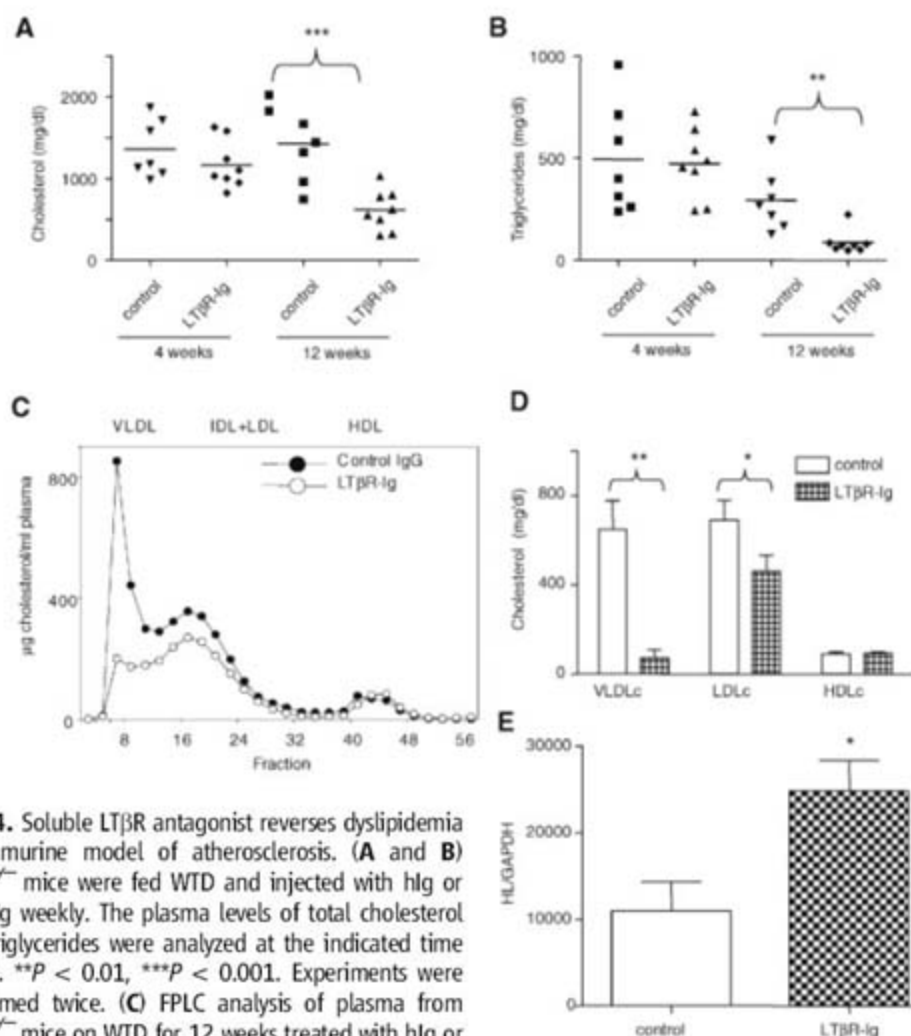 A
***
Cholesterol (mg/dl)
2000
1000
0
control
LTβR-Ig
control
LTβR-Ig
4 weeks
12 weeks
B
**
Triglycerides (mg/dl)
1000
500
0
control
LTβR-Ig
control
LTβR-Ig
4 weeks
12 weeks
C
VLDL IDL+LDL HDL
Control IgG
LTβR-Ig
µg cholesterol/ml plasma
800
400
0
8 16 24 32 40 48 56
Fraction
D
** *
control
LTβR-Ig
Cholesterol (mg/dl)
800
400
0
VLDLc LDLc HDLc
E
*
HL/GAPDH
30000
20000
10000
0
control LTβR-Ig
4. Soluble LTβR antagonist reverses dyslipidemia
murine model of atherosclerosis. (A and B)
mice were fed WTD and injected with hIg or
g weekly. The plasma levels of total cholesterol
riglycerides were analyzed at the indicated time
. **P < 0.01, ***P < 0.001. Experiments were
med twice. (C) FPLC analysis of plasma from
mice on WTD for 12 weeks treated with hIg or